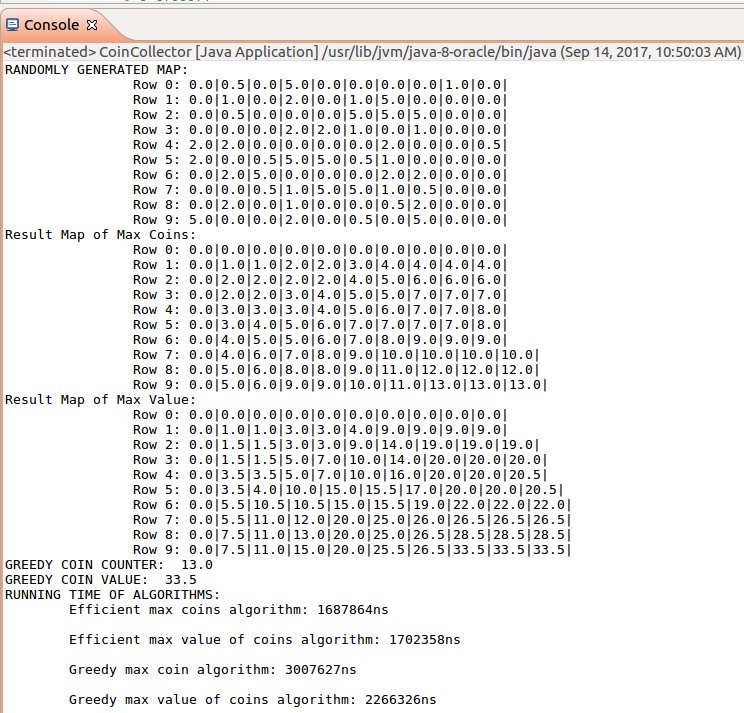 Console
<terminated> CoinCollector [Java Application] /usr/lib/jvm/java-8-oracle/bin/java (Sep 14, 2017, 10:50:03 AM)
RANDOMLY GENERATED MAP:
Row 0: 0.0|0.5|0.0|5.0|0.0|0.0|0.0|0.0|1.0|0.0|
Row 1: 0.0|1.0|0.0|2.0|0.0|1.0|5.0|0.0|0.0|0.0|
Row 2: 0.0|0.5|0.0|0.0|0.0|5.0|5.0|5.0|0.0|0.0|
Row 3: 0.0|0.0|0.0|2.0|2.0|1.0|0.0|1.0|0.0|0.0|
Row 4: 2.0|2.0|0.0|0.0|0.0|0.0|2.0|0.0|0.0|0.5|
Row 5: 2.0|0.0|0.5|5.0|5.0|0.5|1.0|0.0|0.0|0.0|
Row 6: 0.0|2.0|5.0|0.0|0.0|0.0|2.0|2.0|0.0|0.0|
Row 7: 0.0|0.0|0.5|1.0|5.0|5.0|1.0|0.5|0.0|0.0|
Row 8: 0.0|2.0|0.0|1.0|0.0|0.0|0.5|2.0|0.0|0.0|
Row 9: 5.0|0.0|0.0|2.0|0.0|0.5|0.0|5.0|0.0|0.0|
Result Map of Max Coins:
Row 0: 0.0|0.0|0.0|0.0|0.0|0.0|0.0|0.0|0.0|0.0|
Row 1: 0.0|1.0|1.0|2.0|2.0|3.0|4.0|4.0|4.0|4.0|
Row 2: 0.0|2.0|2.0|2.0|2.0|4.0|5.0|6.0|6.0|6.0|
Row 3: 0.0|2.0|2.0|3.0|4.0|5.0|5.0|7.0|7.0|7.0|
Row 4: 0.0|3.0|3.0|3.0|4.0|5.0|6.0|7.0|7.0|8.0|
Row 5: 0.0|3.0|4.0|5.0|6.0|7.0|7.0|7.0|7.0|8.0|
Row 6: 0.0|4.0|5.0|5.0|6.0|7.0|8.0|9.0|9.0|9.0|
Row 7: 0.0|4.0|6.0|7.0|8.0|9.0|10.0|10.0|10.0|10.0|
Row 8: 0.0|5.0|6.0|8.0|8.0|9.0|11.0|12.0|12.0|12.0|
Row 9: 0.0|5.0|6.0|9.0|9.0|10.0|11.0|13.0|13.0|13.0|
Result Map of Max Value:
Row 0: 0.0|0.0|0.0|0.0|0.0|0.0|0.0|0.0|0.0|0.0|
Row 1: 0.0|1.0|1.0|3.0|3.0|4.0|9.0|9.0|9.0|9.0|
Row 2: 0.0|1.5|1.5|3.0|3.0|9.0|14.0|19.0|19.0|19.0|
Row 3: 0.0|1.5|1.5|5.0|7.0|10.0|14.0|20.0|20.0|20.0|
Row 4: 0.0|3.5|3.5|5.0|7.0|10.0|16.0|20.0|20.0|20.5|
Row 5: 0.0|3.5|4.0|10.0|15.0|15.5|17.0|20.0|20.0|20.5|
Row 6: 0.0|5.5|10.5|10.5|15.0|15.5|19.0|22.0|22.0|22.0|
Row 7: 0.0|5.5|11.0|12.0|20.0|25.0|26.0|26.5|26.5|26.5|
Row 8: 0.0|7.5|11.0|13.0|20.0|25.0|26.5|28.5|28.5|28.5|
Row 9: 0.0|7.5|11.0|15.0|20.0|25.5|26.5|33.5|33.5|33.5|
GREEDY COIN COUNTER: 13.0
GREEDY COIN VALUE: 33.5
RUNNING TIME OF ALGORITHMS:
Efficient max coins algorithm: 1687864ns
Efficient max value of coins algorithm: 1702358ns
Greedy max coin algorithm: 3007627ns
Greedy max value of coins algorithm: 2266326ns